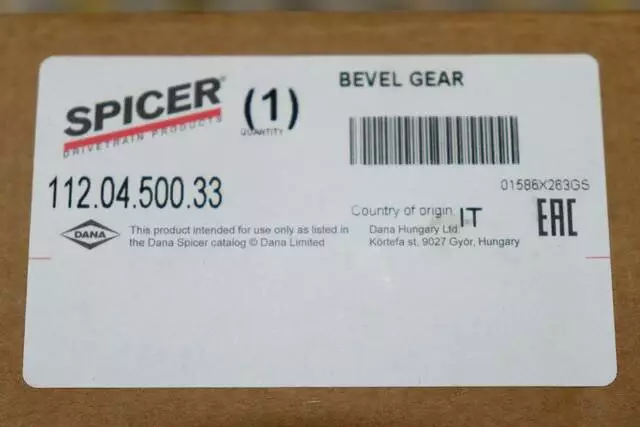 SPICER®
DRIVETRAIN PRODUCTS
(1)
QUANTITY
BEVEL GEAR
01586X263GS
112.04.500.33
Country of origin IT
EAC
DANA
This product intended for use only as listed in
the Dana Spicer catalog © Dana Limited
Dana Hungary Ltd.
Körtefa st, 9027 Györ, Hungary